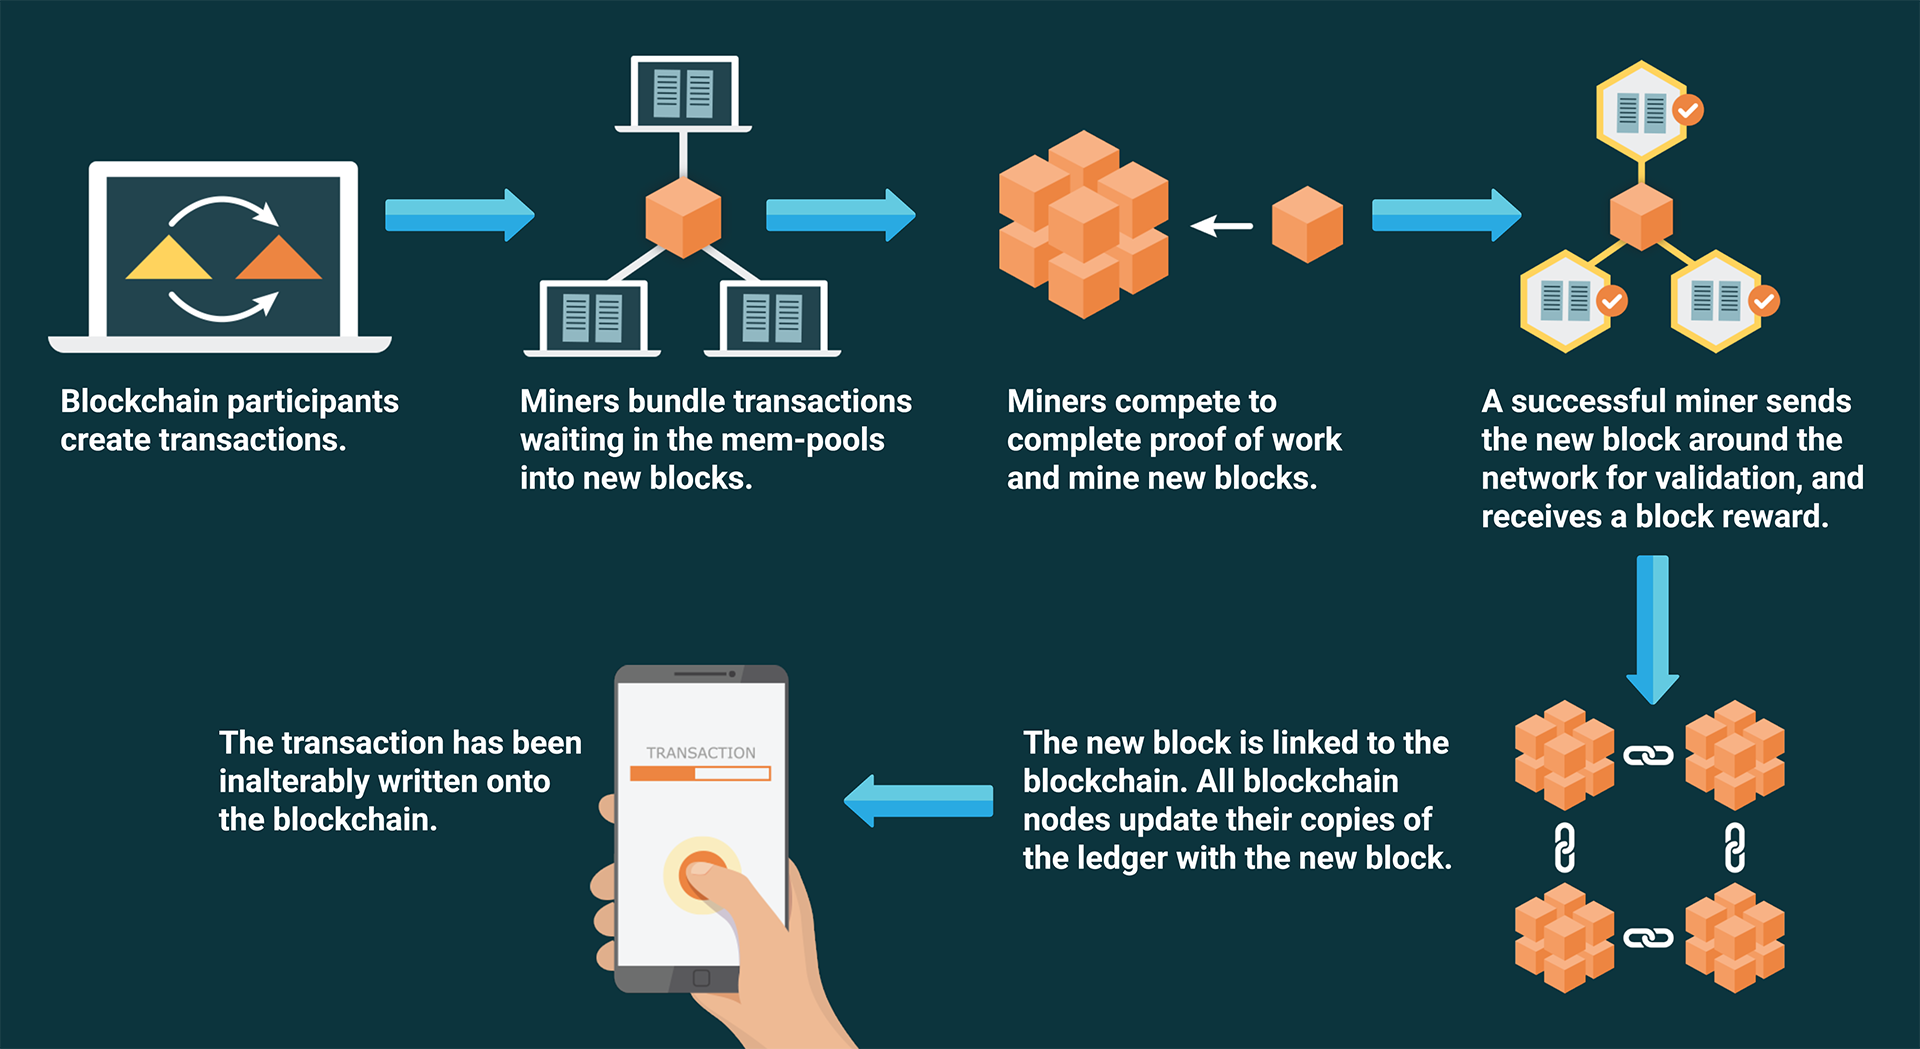 Blockchain participants
create transactions.
Miners bundle transactions
waiting in the mem-pools
into new blocks.
Miners compete to
complete proof of work
and mine new blocks.
A successful miner sends
the new block around the
network for validation, and
receives a block reward.
The new block is linked to the
blockchain. All blockchain
nodes update their copies of
the ledger with the new block.
TRANSACTION
The transaction has been
inalterably written onto
the blockchain.